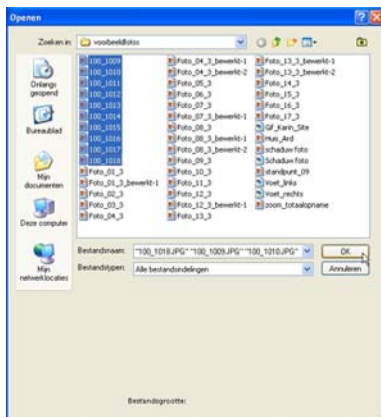 Openen
Zoeken in:
voorbeeldfotos
100_1009
100_1010
100_1011
100_1012
100_1013
100_1014
100_1015
100_1016
100_1017
100_1018
Foto_01_3
Foto_01_3_bewerkt-1
Foto_02_3
Foto_03_3
Foto_04_3
Foto_04_3_bewerkt-1
Foto_04_3_bewerkt-2
Foto_05_3
Foto_06_3
Foto_07_3
Foto_07_3_bewerkt-1
Foto_08_3
Foto_08_3_bewerkt-1
Foto_08_3_bewerkt-2
Foto_09_3
Foto_10_3
Foto_11_3
Foto_12_3
Foto_12_3_bewerkt-1
Foto_13_3
Foto_13_3_bewerkt-1
Foto_13_3_bewerkt-2
Foto_14_3
Foto_15_3
Foto_16_3
Foto_17_3
Gif_Karin_Site
Huis_Ard
schaduw foto
Schaduw foto
standpunt_09
Voet_links
Voet_rechts
zoom_totaalopname
Onlangs geopend
Bureaublad
Mijn documenten
Deze computer
Mijn netwerklocaties
Bestandsnaam:
"100_1018.JPG" "100_1009.JPG" "100_1010.JPG"
OK
Bestandstypen:
Alle bestandsindelingen
Annuleren
Bestandsgrootte: